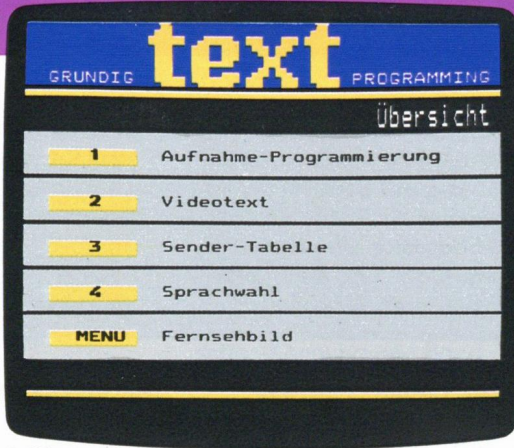 GRUNDIG text PROGRAMMING
Übersicht
1 Aufnahme-Programmierung
2 Videotext
3 Sender-Tabelle
4 Sprachwahl
MENU Fernsehbild